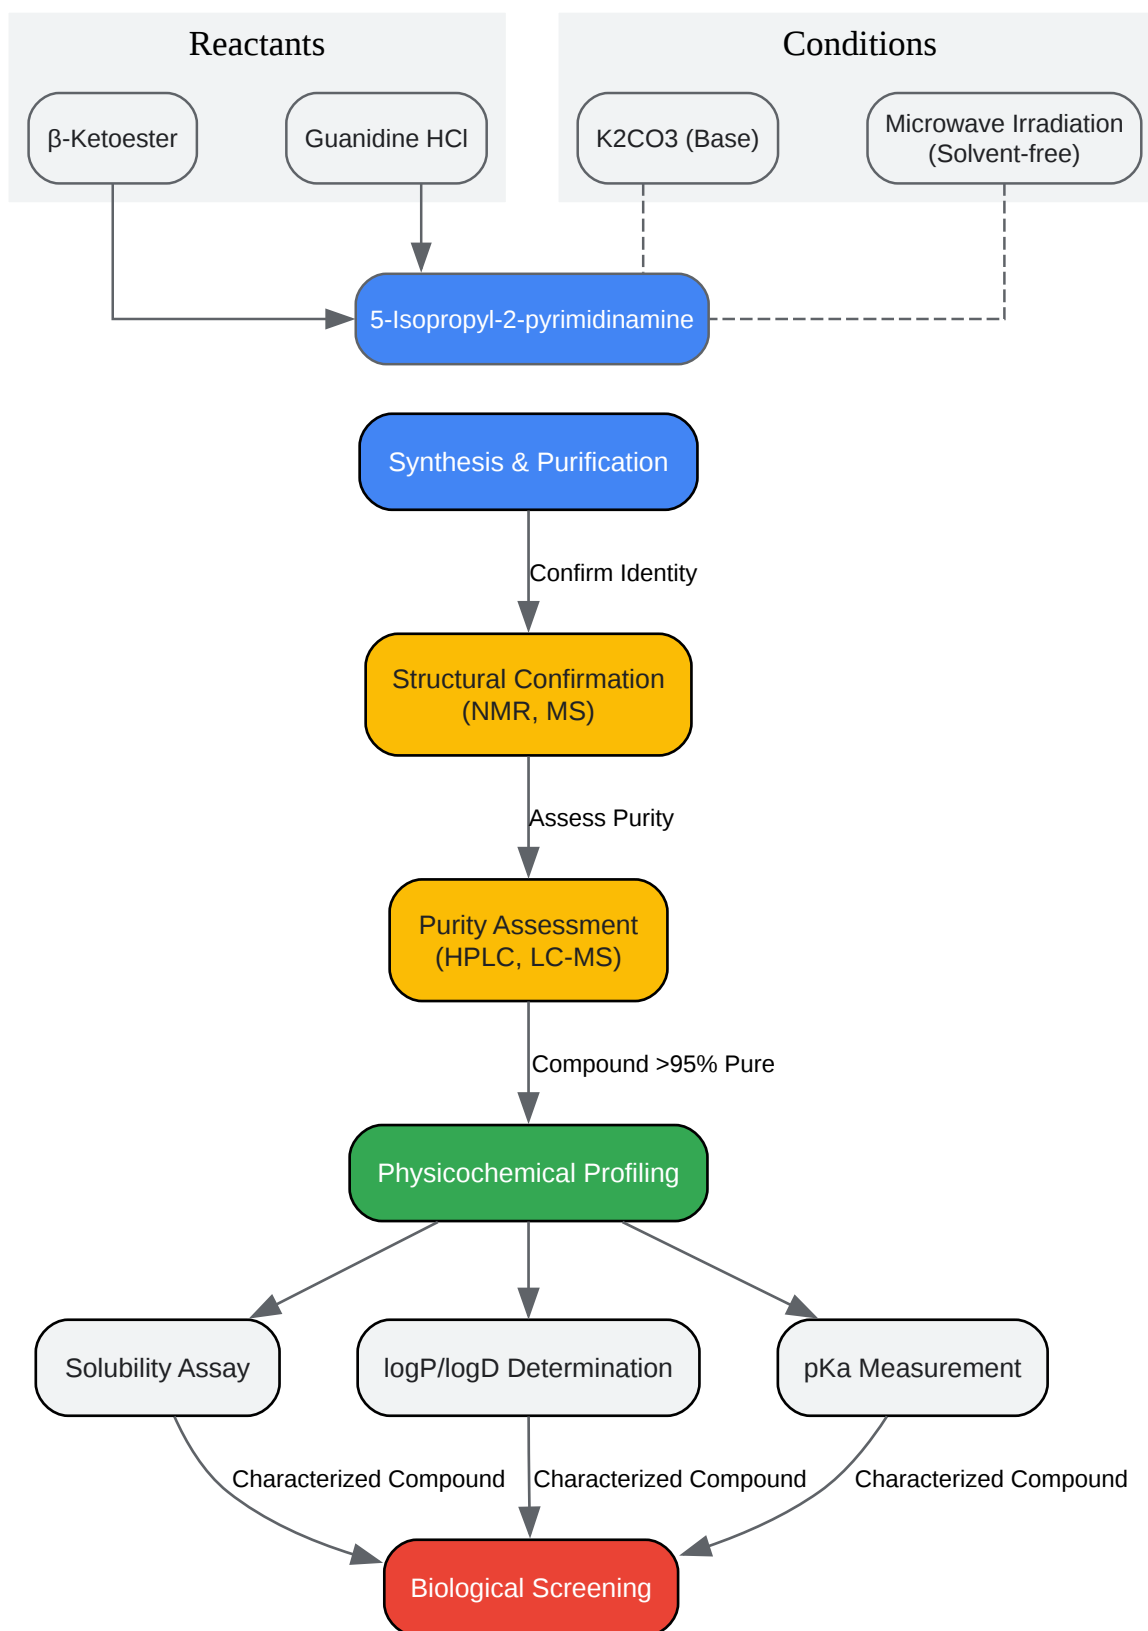 Reactants
Conditions
β-Ketoester
Guanidine HCl
K2CO3 (Base)
Microwave Irradiation
(Solvent-free)
5-Isopropyl-2-pyrimidinamine
Synthesis & Purification
Confirm Identity
Structural Confirmation
(NMR, MS)
Assess Purity
Purity Assessment
(HPLC, LC-MS)
Compound >95% Pure
Physicochemical Profiling
Solubility Assay
logP/logD Determination
pKa Measurement
Characterized Compound
Characterized Compound
Characterized Compound
Biological Screening